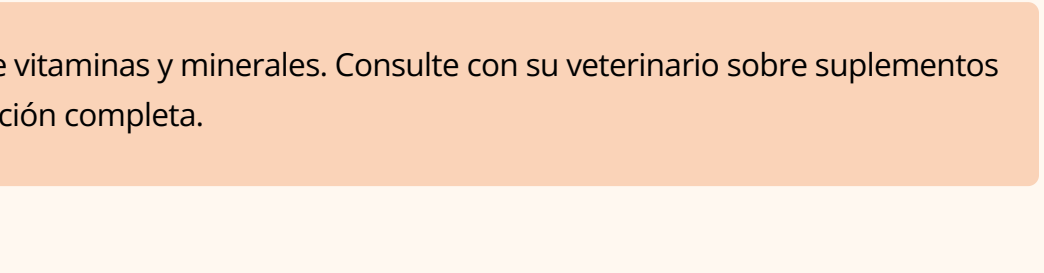 vitaminas y minerales. Consulte con su veterinario sobre suplementos
ción completa.